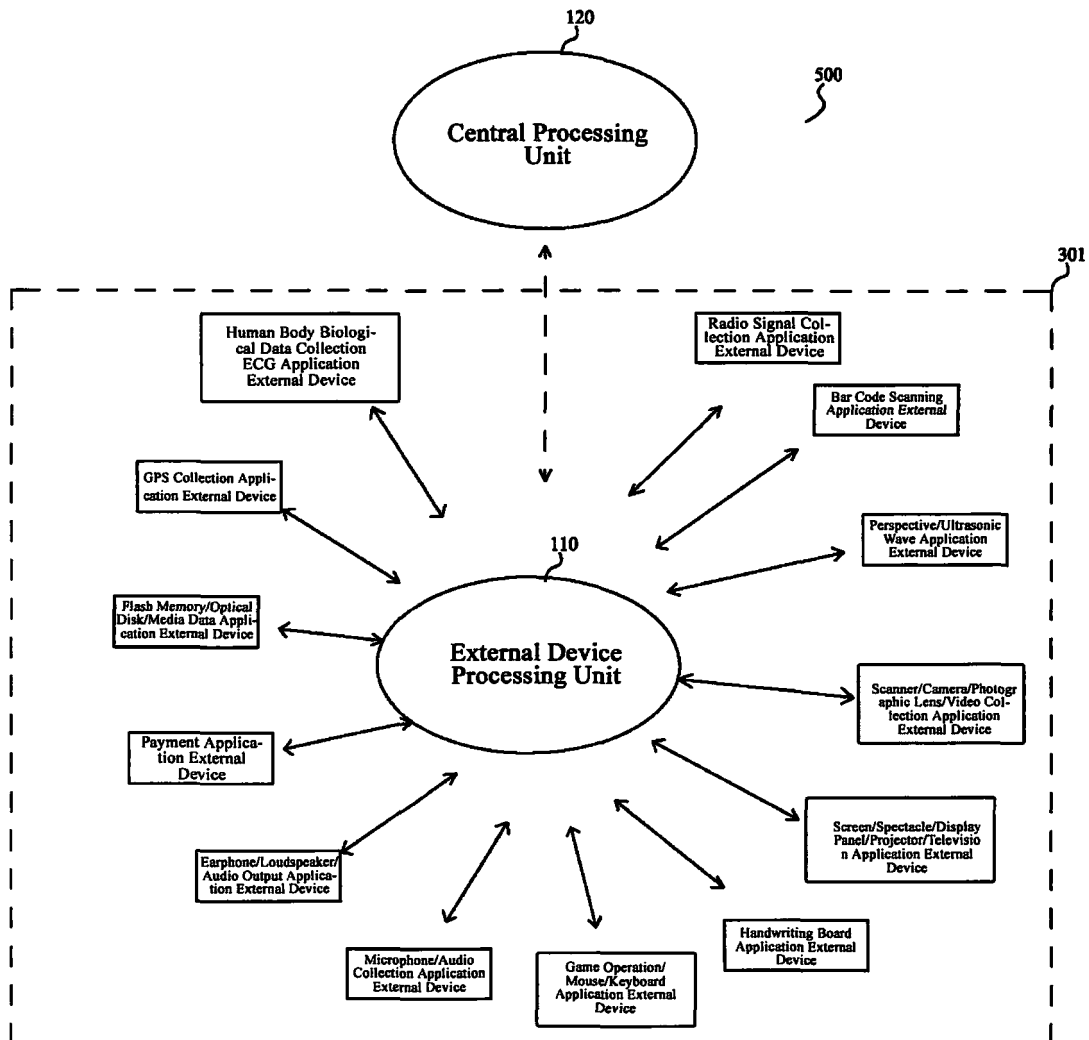 120
500
Central Processing
Unit
301
Human Body Biologi-
cal Data Collection
ECG Application
External Device
Radio Signal Col-
lection Application
External Device
Bar Code Scanning
Application External
Device
GPS Collection Appli-
cation External Device
Perspective/Ultrasonic
Wave Application
External Device
110
Flash Memory/Optical
Disk/Media Data Appli-
cation External Device
External Device
Processing Unit
Scanner/Camera/Photogr
aphic Lens/Video Col-
lection Application
External Device
Payment Applica-
tion External
Device
Screen/Spectacle/Display
Panel/Projector/Televisio
n Application External
Device
Earphone/Loudspeaker/
Audio Output Applica-
tion External Device
Handwriting Board
Application External
Device
Microphone/Audio
Collection Application
External Device
Game Operation/
Mouse/Keyboard
Application External
Device